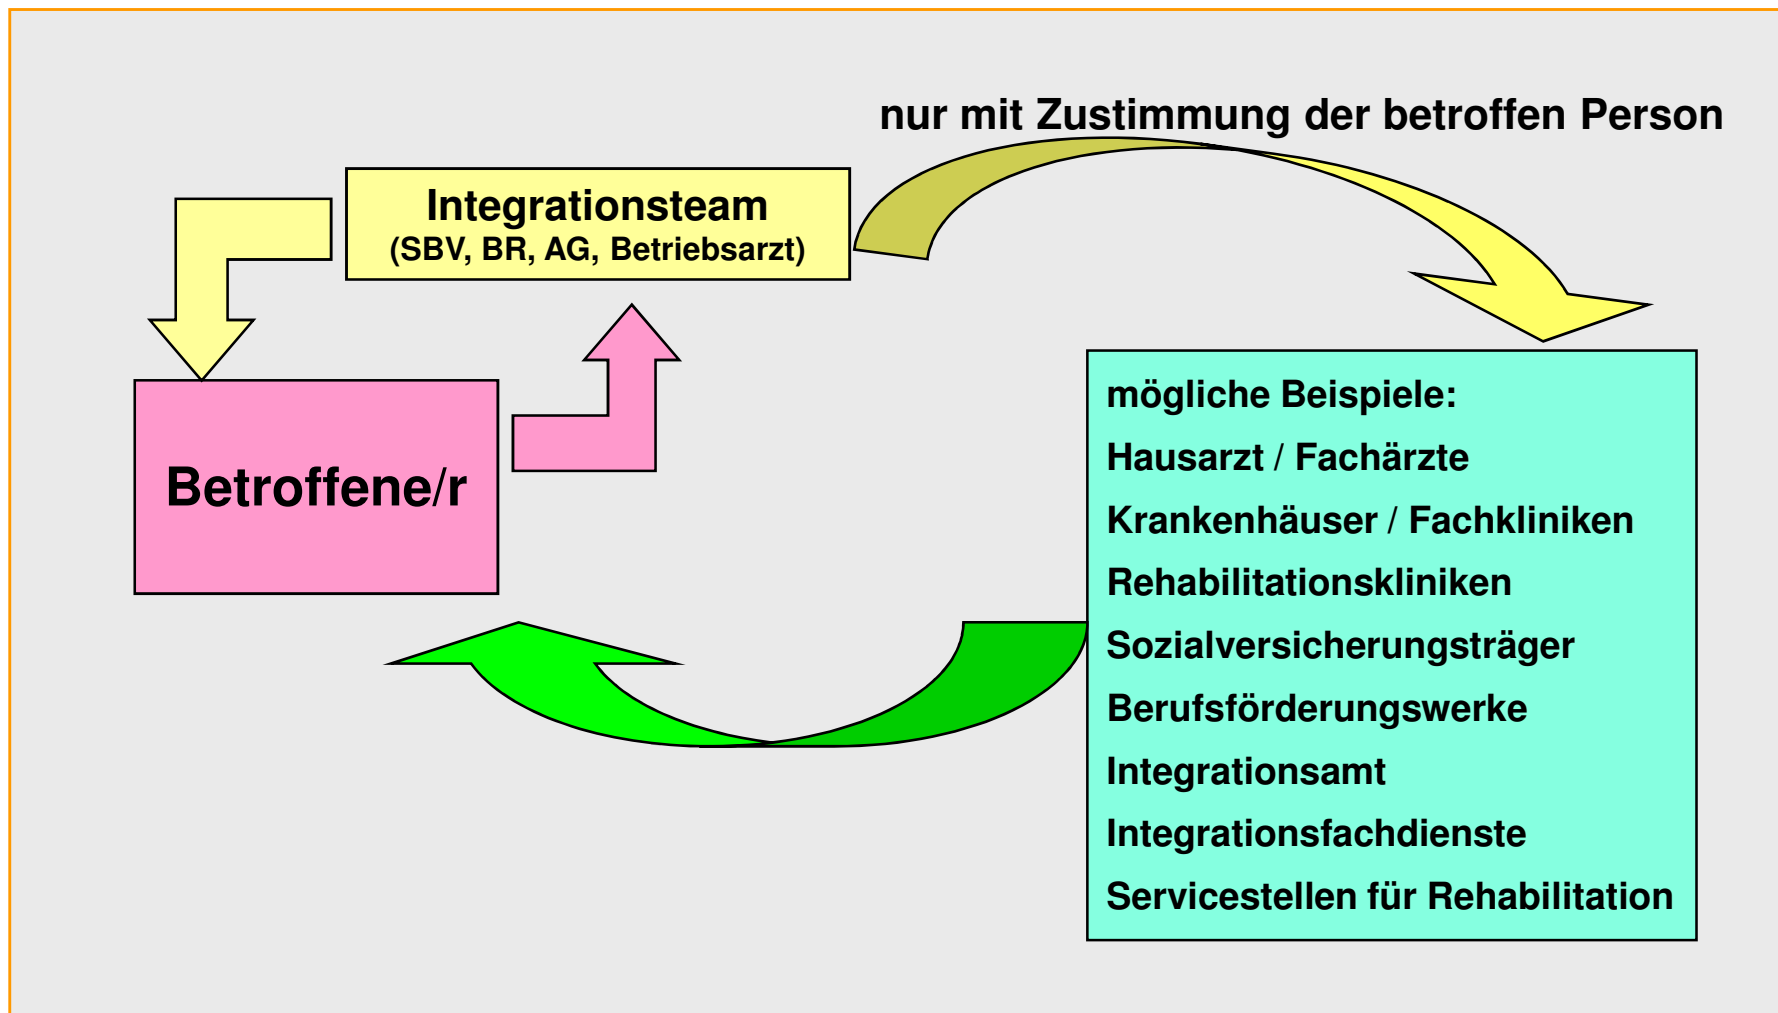 nur mit Zustimmung der betroffen Person
Integrationsteam
(SBV, BR, AG, Betriebsarzt)
Betroffene/r
mögliche Beispiele:
Hausarzt / Fachärzte
Krankenhäuser / Fachkliniken
Rehabilitationskliniken
Sozialversicherungsträger
Berufsförderungswerke
Integrationsamt
Integrationsfachdienste
Servicestellen für Rehabilitation